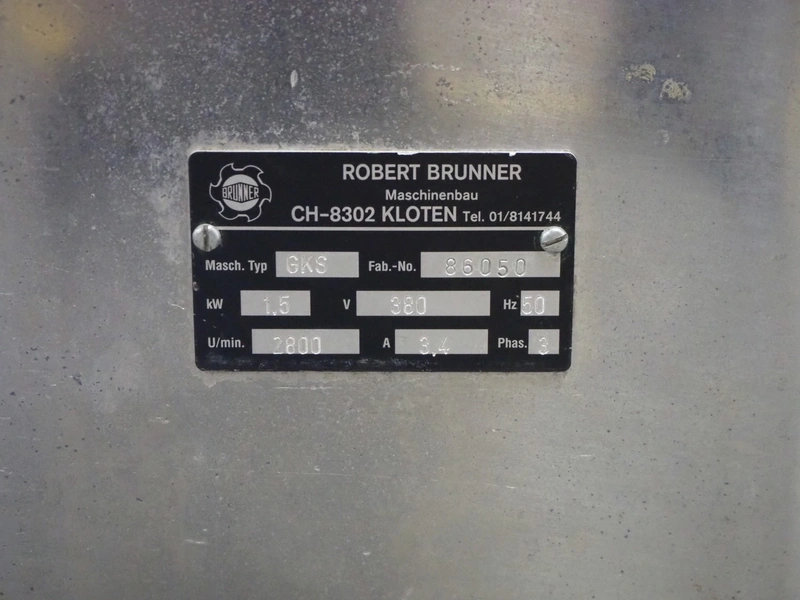 BRUNNER
ROBERT BRUNNER
Maschinenbau
CH-8302 KLOTEN Tel. 01/8141744
Masch. Typ GKS Fab.-No. 86050
kW 1,5 V 380 Hz 50
U/min. 2800 A 3,4 Phas. 3